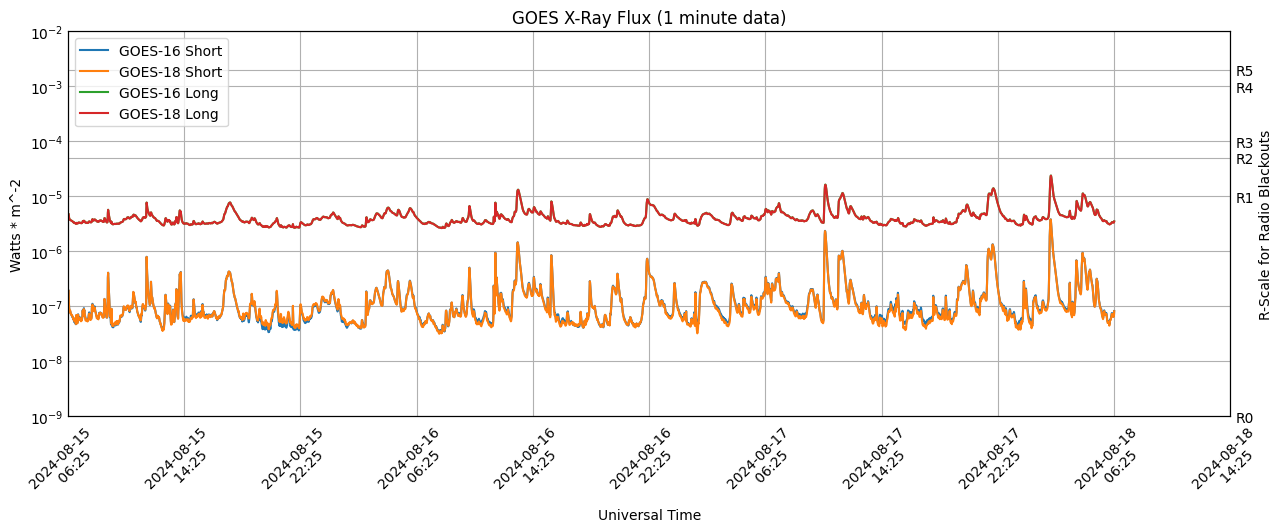 GOES X-Ray Flux (1 minute data)
GOES-16 Short
GOES-18 Short
GOES-16 Long
GOES-18 Long
Watts * m^-2
10⁻²
10⁻³
10⁻⁴
10⁻⁵
10⁻⁶
10⁻⁷
10⁻⁸
10⁻⁹
R5
R4
R3
R2
R1
R0
R-Scale for Radio Blackouts
2024-08-15
06:25
2024-08-15
14:25
2024-08-15
22:25
2024-08-16
06:25
2024-08-16
14:25
2024-08-16
22:25
2024-08-17
06:25
2024-08-17
14:25
2024-08-17
22:25
2024-08-18
06:25
2024-08-18
14:25
Universal Time